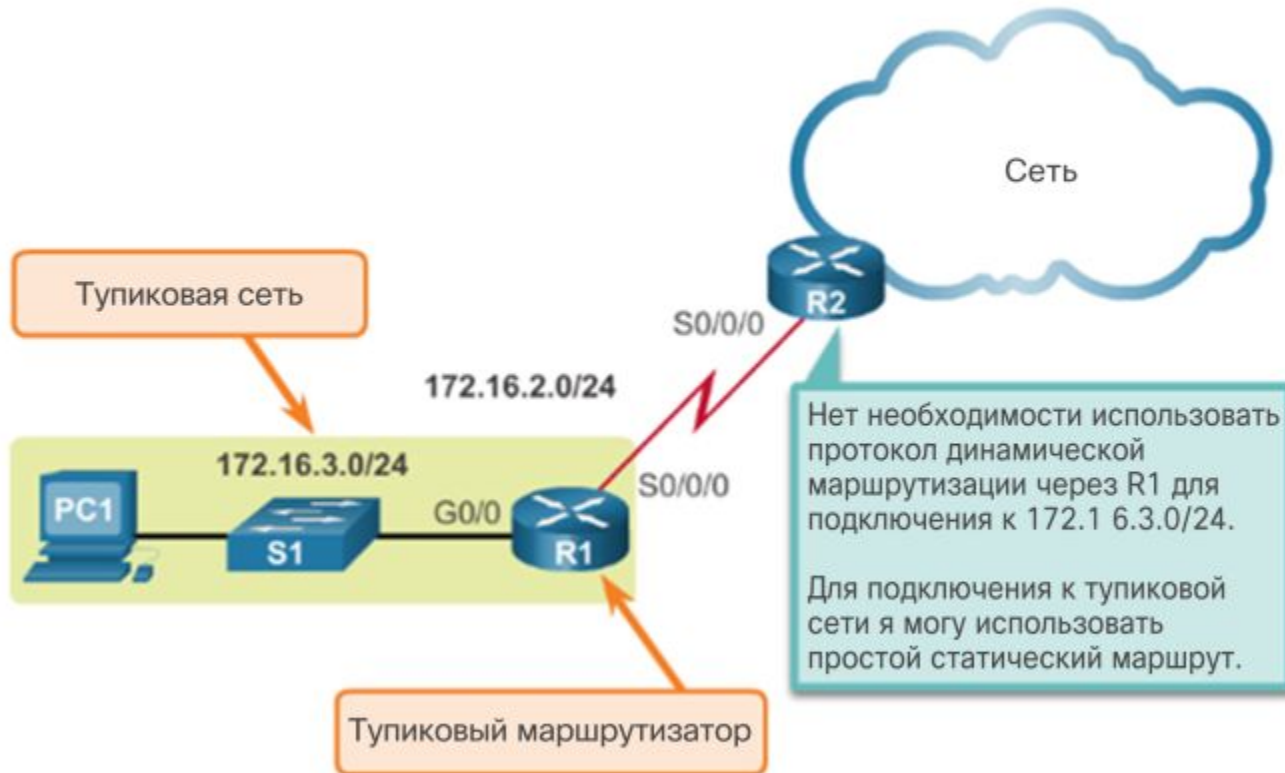 Сеть
R2
S0/0/0
Тупиковая сеть
172.16.2.0/24
172.16.3.0/24
PC1
S1
G0/0
R1
S0/0/0
Нет необходимости использовать
протокол динамической
маршрутизации через R1 для
подключения к 172.1 6.3.0/24.
Для подключения к тупиковой
сети я могу использовать
простой статический маршрут.
Тупиковый маршрутизатор